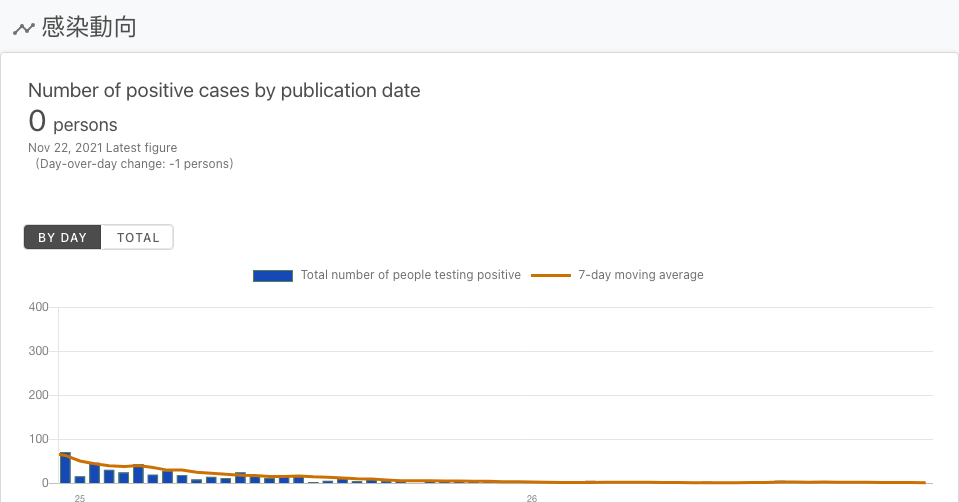 感染動向
Number of positive cases by publication date
0 persons
Nov 22, 2021 Latest figure
(Day-over-day change: -1 persons)
BY DAY TOTAL
Total number of people testing positive 7-day moving average
400
300
200
100
0
25 26